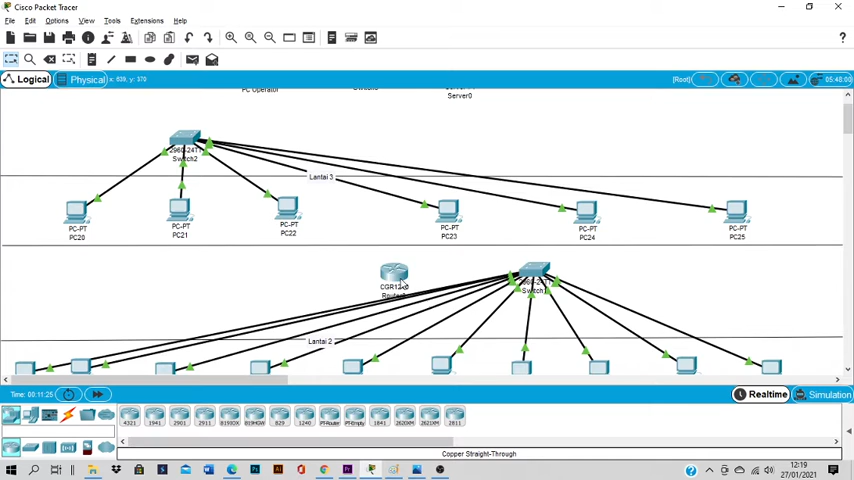 Cisco Packet Tracer
File Edit Options View Tools Extensions Help
Logical Physical x: 639, y: 370 [Root] 05:48:00
PC Operator
Server0
2960-24TT
Switch2
Lantai 3
PC-PT
PC20
PC-PT
PC21
PC-PT
PC22
PC-PT
PC23
PC-PT
PC24
PC-PT
PC25
2960-24TT
Lantai 2
Time: 00:11:25 Realtime Simulation
4321 1941 2901 2911 819IOX 819HGW 829 1240 PT-Router PT-Empty 1841 2620XM 2621XM 2811
Copper Straight-Through
12:19
27/01/2021